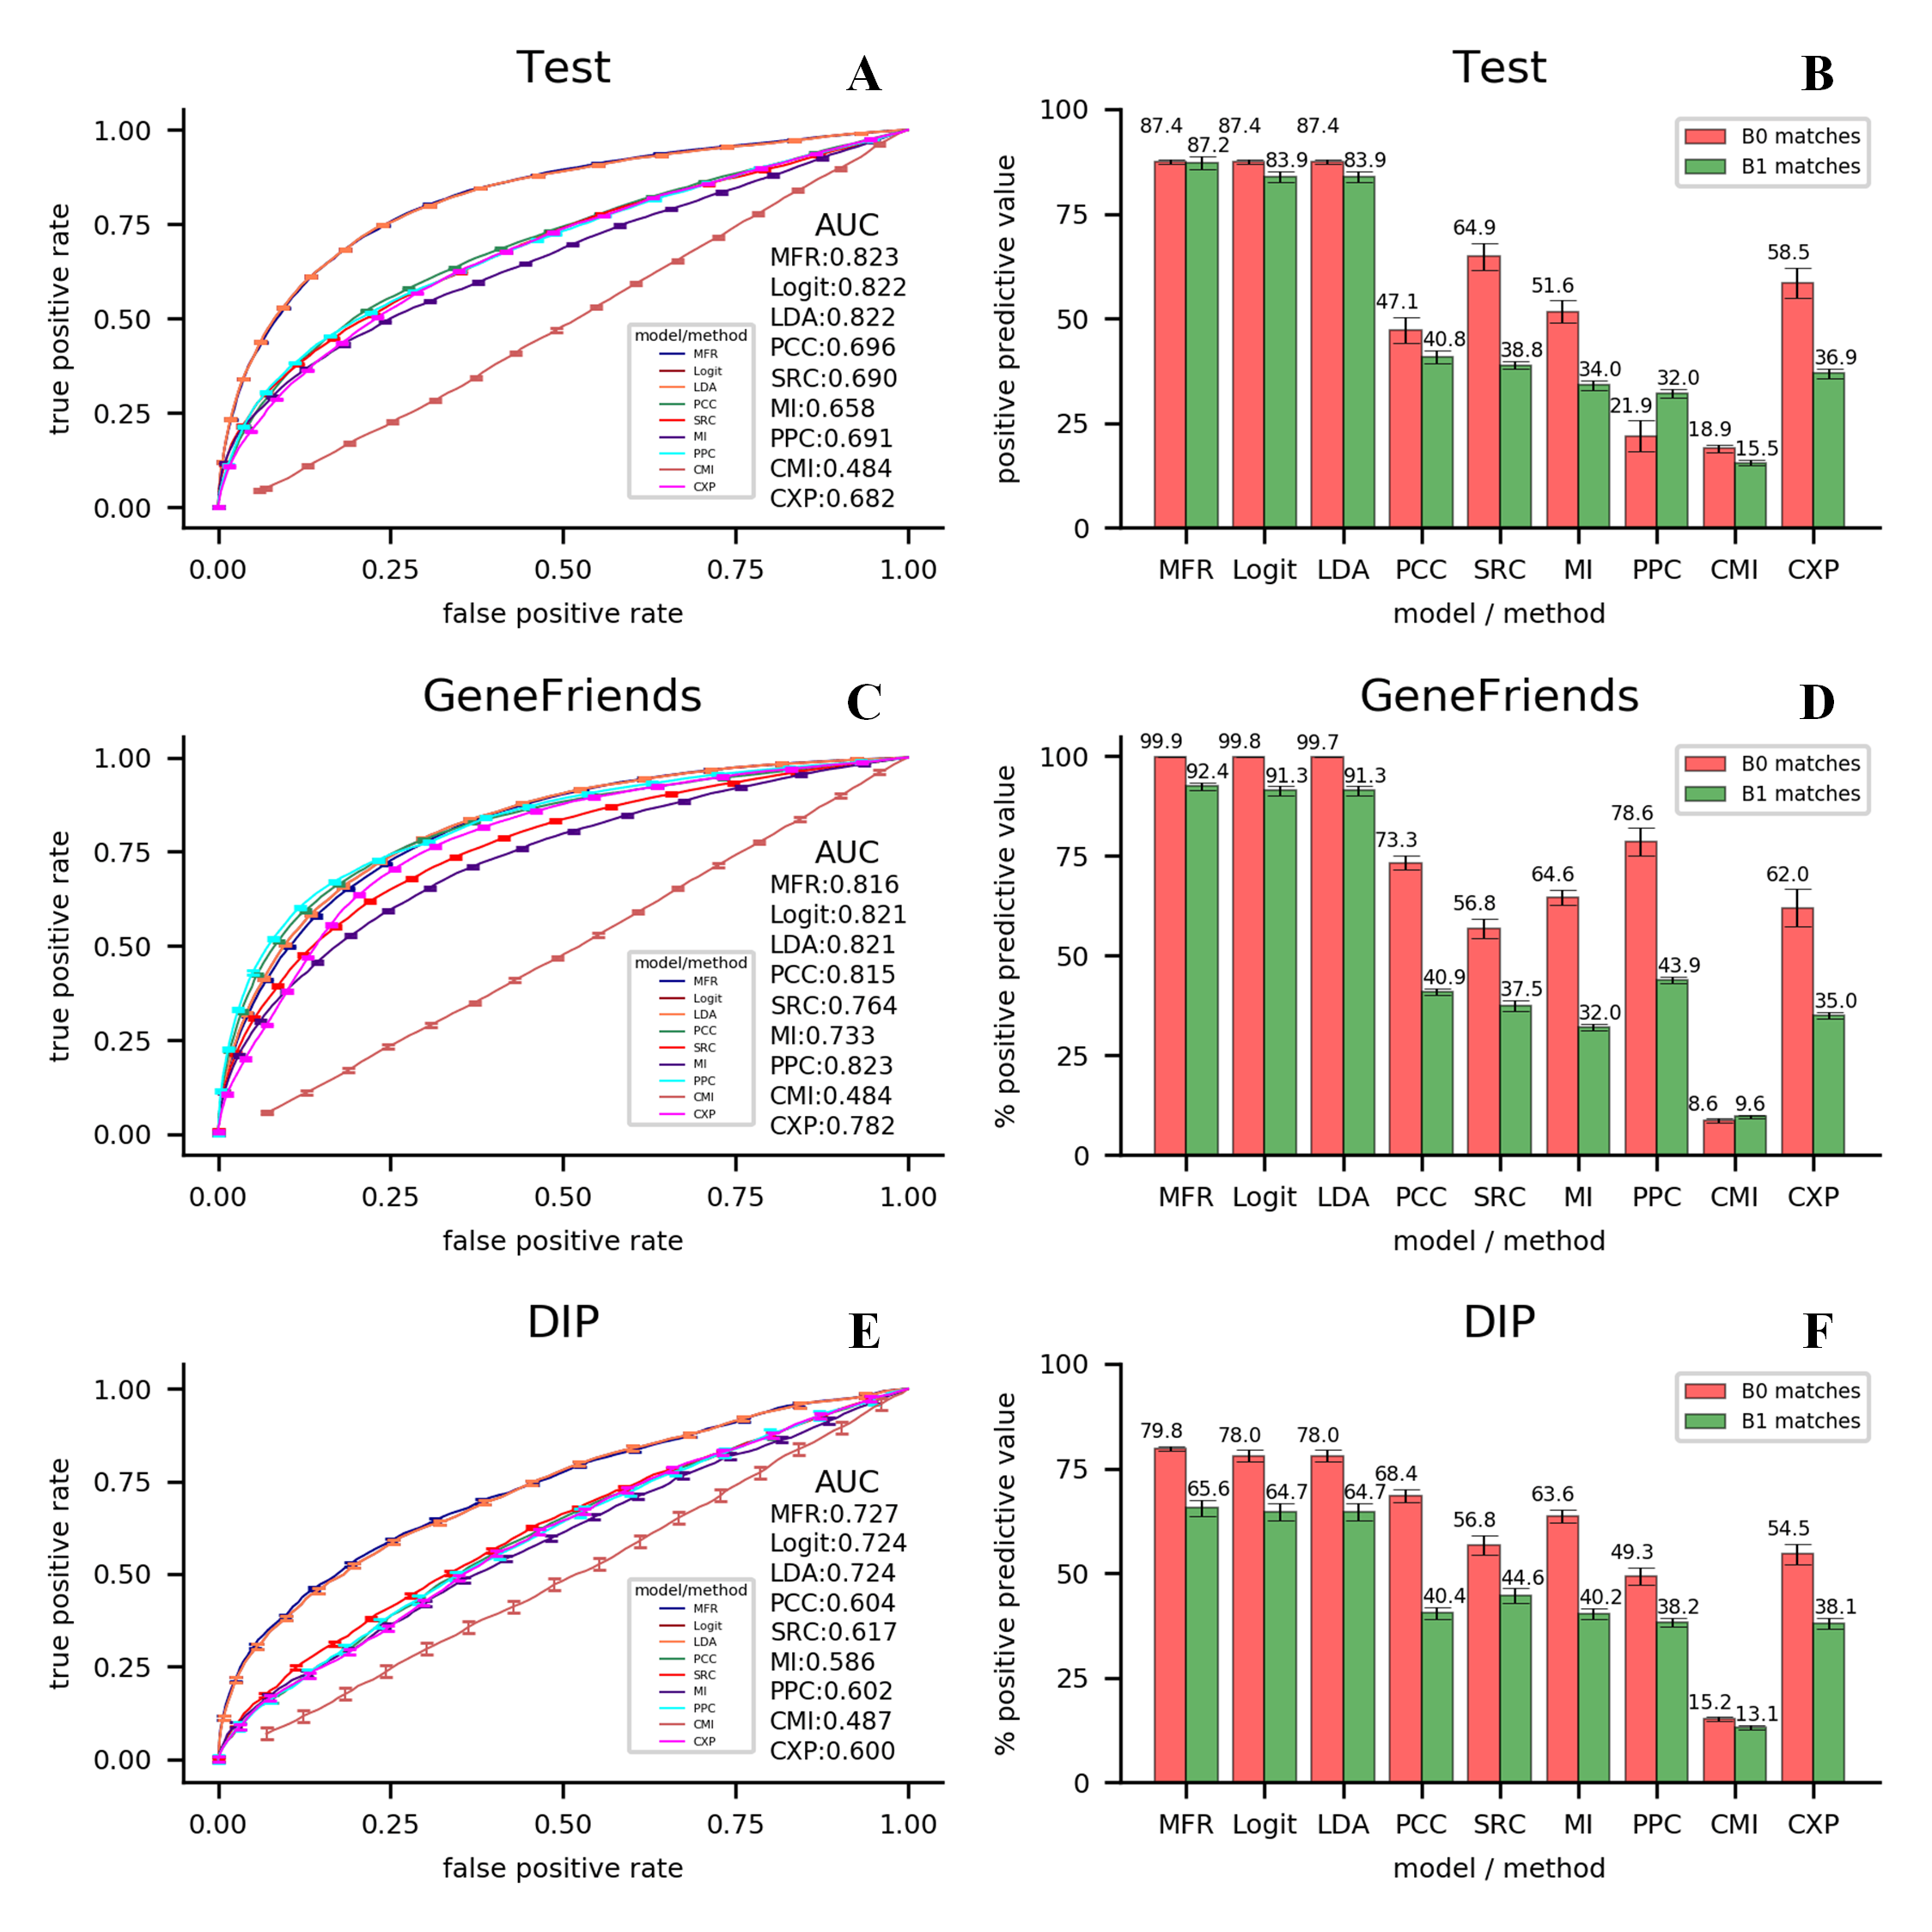 Test
A
true positive rate
1.00
0.75
0.50
0.25
0.00
0.00 0.25 0.50 0.75 1.00
false positive rate
AUC
MFR:0.823
Logit:0.822
LDA:0.822
PCC:0.696
SRC:0.690
MI:0.658
PPC:0.691
CMI:0.484
CXP:0.682
model/method
MFR
Logit
LDA
PCC
SRC
MI
PPC
CMI
CXP
Test
B
positive predictive value
100
75
50
25
0
B0 matches
B1 matches
87.4 87.2 87.4 83.9 87.4 83.9 47.1 40.8 64.9 38.8 51.6 34.0 21.9 32.0 18.9 15.5 58.5 36.9
MFR Logit LDA PCC SRC MI PPC CMI CXP
model / method
GeneFriends
C
true positive rate
1.00
0.75
0.50
0.25
0.00
0.00 0.25 0.50 0.75 1.00
false positive rate
AUC
MFR:0.816
Logit:0.821
LDA:0.821
PCC:0.815
SRC:0.764
MI:0.733
PPC:0.823
CMI:0.484
CXP:0.782
model/method
MFR
Logit
LDA
PCC
SRC
MI
PPC
CMI
CXP
GeneFriends
D
% positive predictive value
100
75
50
25
0
B0 matches
B1 matches
99.9 92.4 99.8 91.3 99.7 91.3 73.3 40.9 56.8 37.5 64.6 32.0 78.6 43.9 8.6 9.6 62.0 35.0
MFR Logit LDA PCC SRC MI PPC CMI CXP
model / method
DIP
E
true positive rate
1.00
0.75
0.50
0.25
0.00
0.00 0.25 0.50 0.75 1.00
false positive rate
AUC
MFR:0.727
Logit:0.724
LDA:0.724
PCC:0.604
SRC:0.617
MI:0.586
PPC:0.602
CMI:0.487
CXP:0.600
model/method
MFR
Logit
LDA
PCC
SRC
MI
PPC
CMI
CXP
DIP
F
% positive predictive value
100
75
50
25
0
B0 matches
B1 matches
79.8 65.6 78.0 64.7 78.0 64.7 68.4 40.4 56.8 44.6 63.6 40.2 49.3 38.2 15.2 13.1 54.5 38.1
MFR Logit LDA PCC SRC MI PPC CMI CXP
model / method